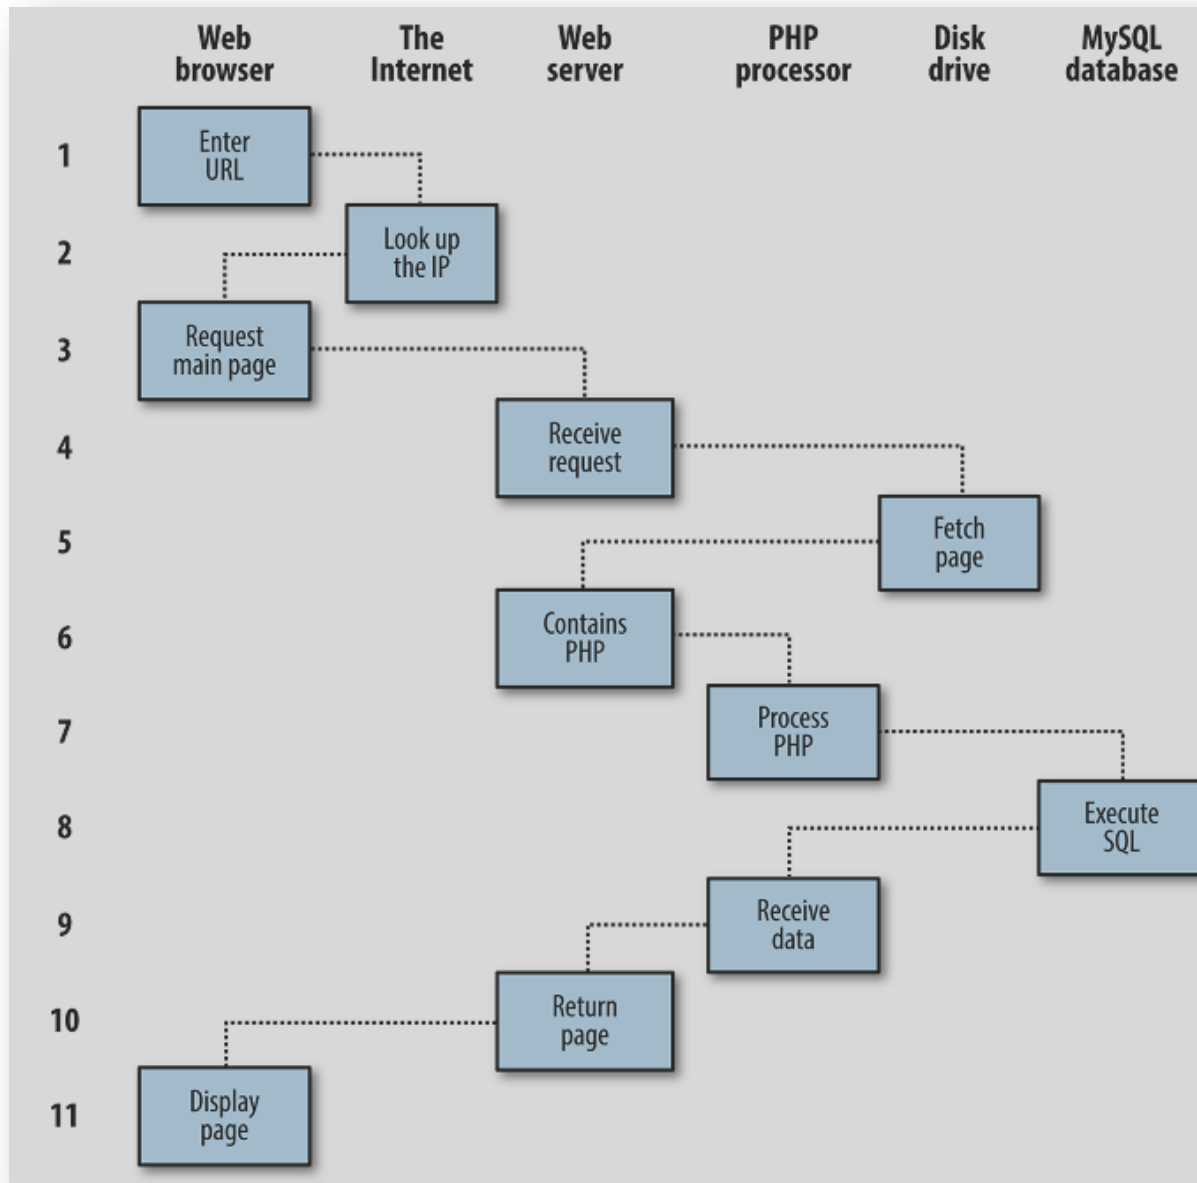 Web
browser
The
Internet
Web
server
PHP
processor
Disk
drive
MySQL
database
1
Enter
URL
2
Look up
the IP
3
Request
main page
4
Receive
request
5
Fetch
page
6
Contains
PHP
7
Process
PHP
8
Execute
SQL
9
Receive
data
10
Return
page
11
Display
page